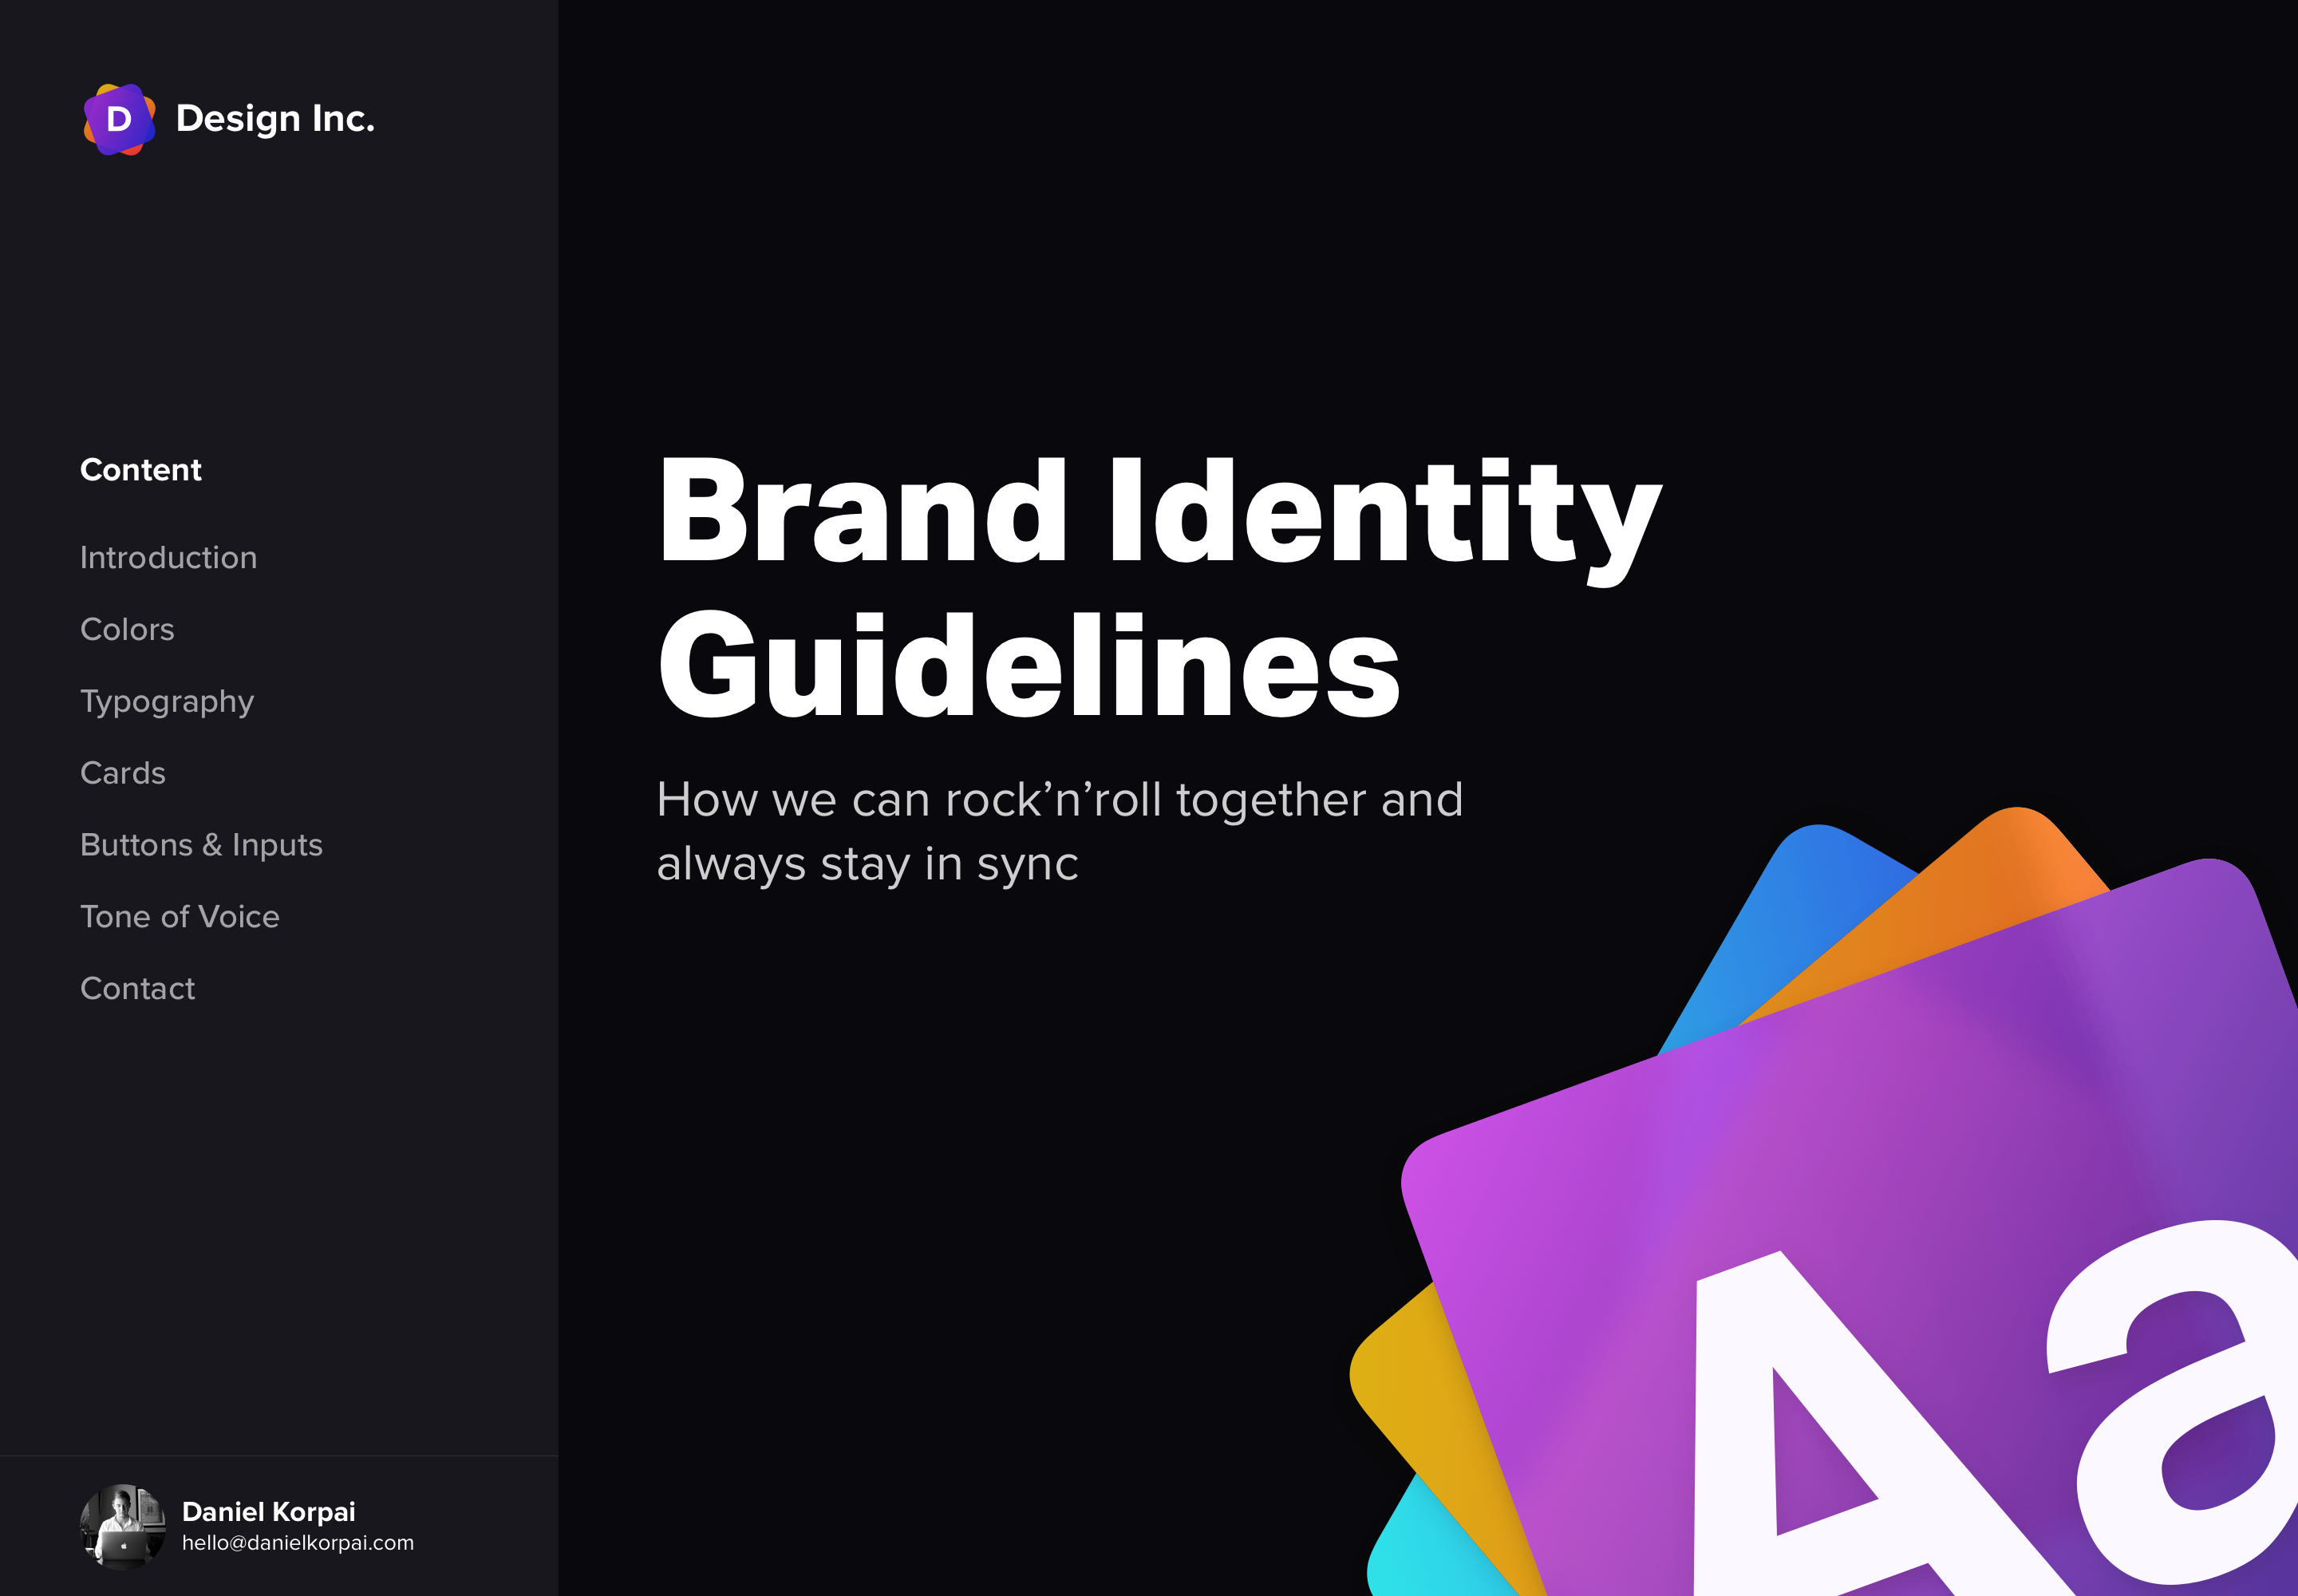 D
Design Inc.
Content
Introduction
Colors
Typography
Cards
Buttons & Inputs
Tone of Voice
Contact
Daniel Korpai
hello@danielkorpai.com
Brand Identity
Guidelines
How we can rock’n’roll together and
always stay in sync
Aa